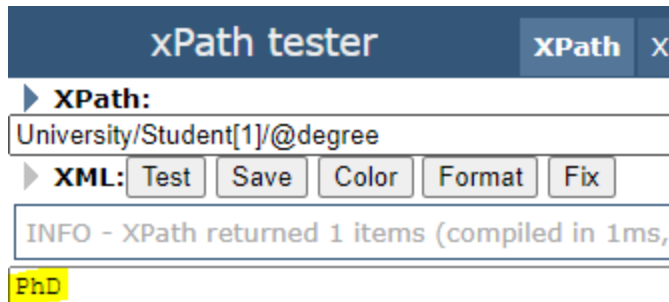 xPath tester XPath X
XPath:
University/Student[1]/@degree
XML: Test Save Color Format Fix
INFO - XPath returned 1 items (compiled in 1ms,
PhD